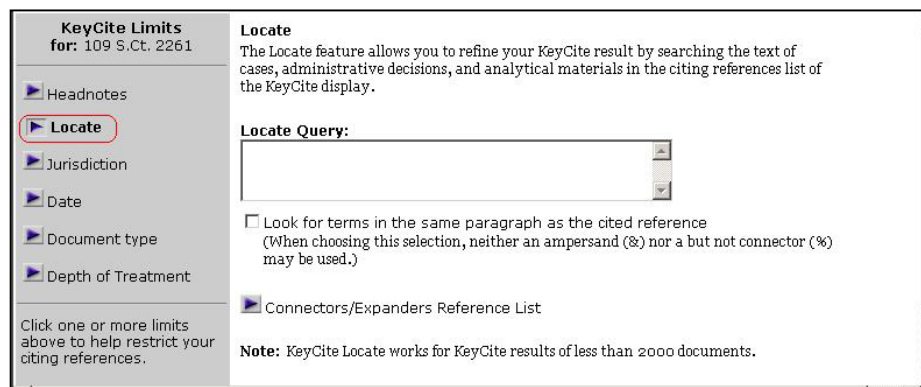 KeyCite Limits
for: 109 S.Ct. 2261
Headnotes
Locate
Jurisdiction
Date
Document type
Depth of Treatment
Click one or more limits
above to help restrict your
citing references.
Locate
The Locate feature allows you to refine your KeyCite result by searching the text of
cases, administrative decisions, and analytical materials in the citing references list of
the KeyCite display.
Locate Query:
Look for terms in the same paragraph as the cited reference
(When choosing this selection, neither an ampersand (&) nor a but not connector (%)
may be used.)
Connectors/Expanders Reference List
Note: KeyCite Locate works for KeyCite results of less than 2000 documents.